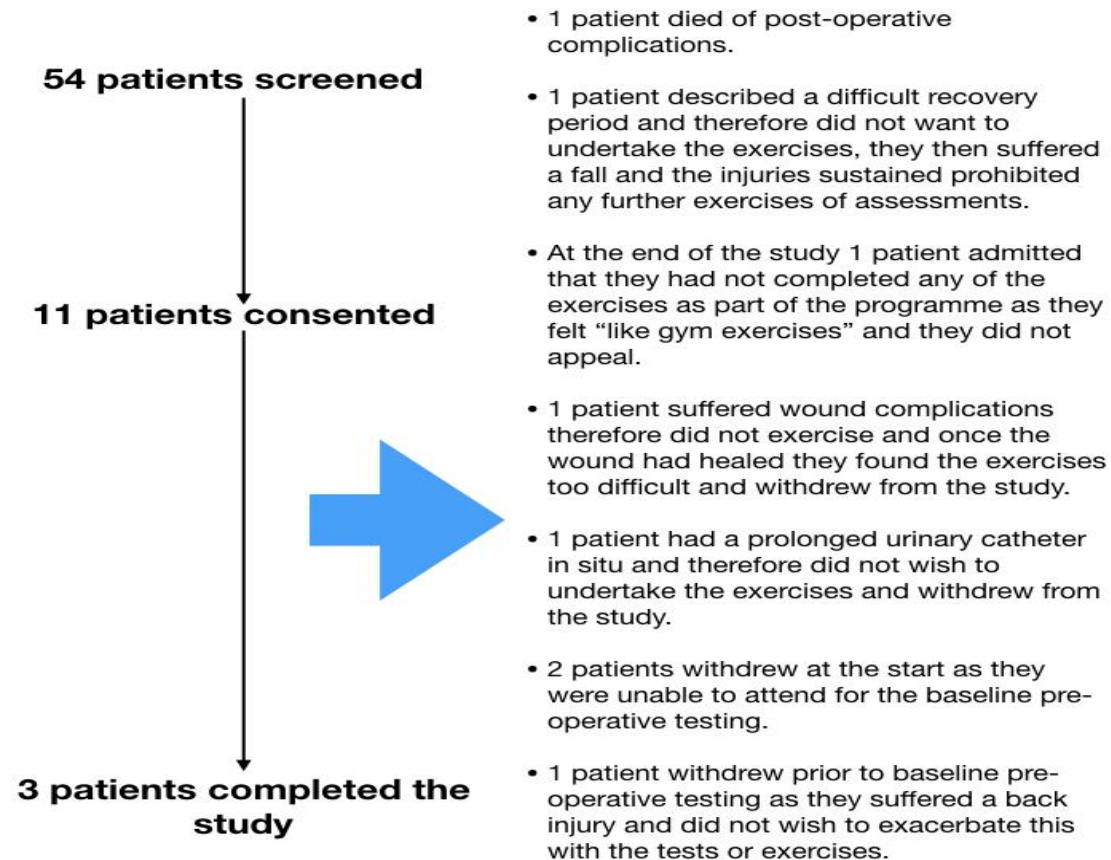 54 patients screened
11 patients consented
3 patients completed the
study
• 1 patient died of post-operative
complications.
• 1 patient described a difficult recovery
period and therefore did not want to
undertake the exercises, they then suffered
a fall and the injuries sustained prohibited
any further exercises of assessments.
• At the end of the study 1 patient admitted
that they had not completed any of the
exercises as part of the programme as they
felt “like gym exercises” and they did not
appeal.
• 1 patient suffered wound complications
therefore did not exercise and once the
wound had healed they found the exercises
too difficult and withdrew from the study.
• 1 patient had a prolonged urinary catheter
in situ and therefore did not wish to
undertake the exercises and withdrew from
the study.
• 2 patients withdrew at the start as they
were unable to attend for the baseline pre-
operative testing.
• 1 patient withdrew prior to baseline pre-
operative testing as they suffered a back
injury and did not wish to exacerbate this
with the tests or exercises.